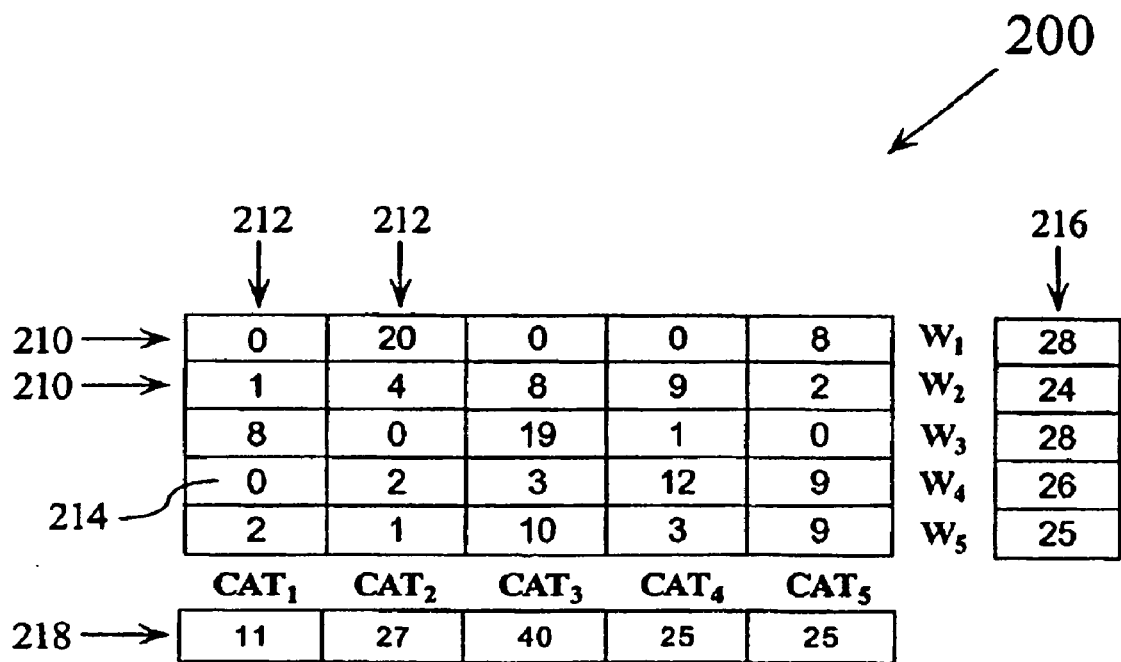 200
212 212 216
210 0 20 0 0 8 W1 28
210 1 4 8 9 2 W2 24
8 0 19 1 0 W3 28
214 0 2 3 12 9 W4 26
2 1 10 3 9 W5 25
CAT1 CAT2 CAT3 CAT4 CAT5
218 11 27 40 25 25